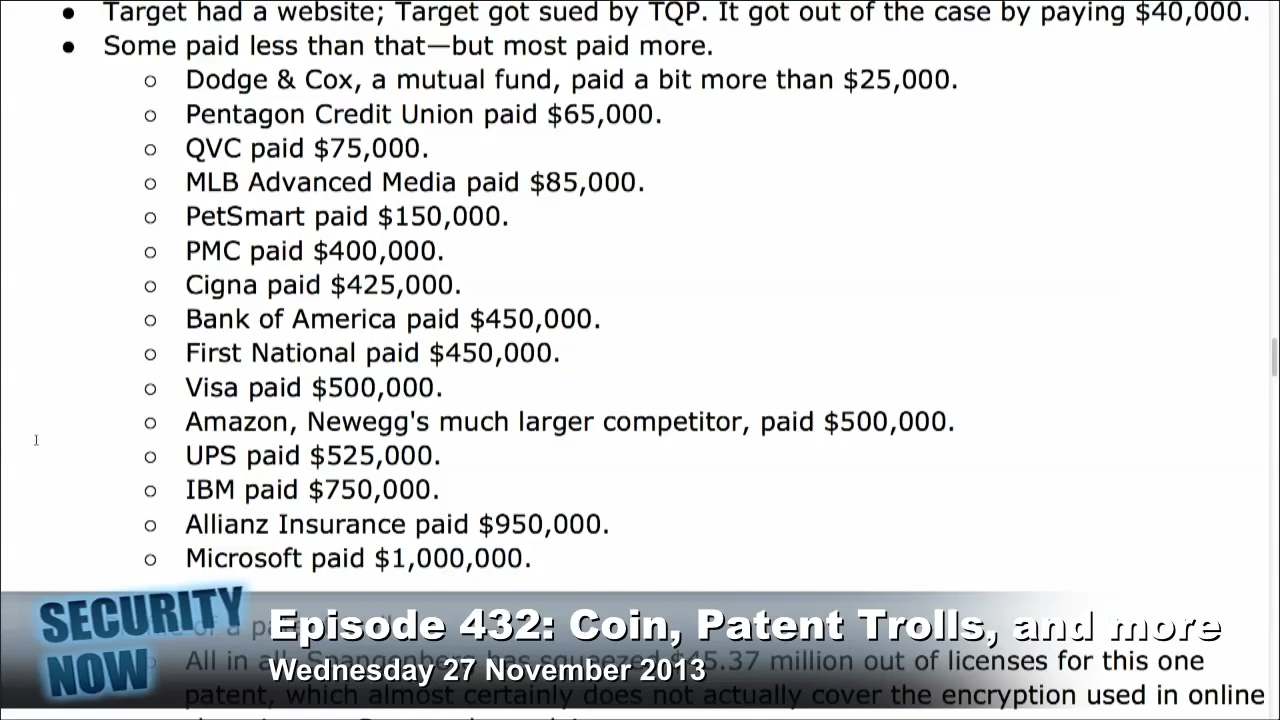 ● Target had a website; Target got sued by TQP. It got out of the case by paying $40,000.
● Some paid less than that—but most paid more.
○ Dodge & Cox, a mutual fund, paid a bit more than $25,000.
○ Pentagon Credit Union paid $65,000.
○ QVC paid $75,000.
○ MLB Advanced Media paid $85,000.
○ PetSmart paid $150,000.
○ PMC paid $400,000.
○ Cigna paid $425,000.
○ Bank of America paid $450,000.
○ First National paid $450,000.
○ Visa paid $500,000.
○ Amazon, Newegg's much larger competitor, paid $500,000.
○ UPS paid $525,000.
○ IBM paid $750,000.
○ Allianz Insurance paid $950,000.
○ Microsoft paid $1,000,000.
SECURITY
NOW
Episode 432: Coin, Patent Trolls, and more
Wednesday 27 November 2013
All in all, Spangenberg has squeezed $45.37 million out of licenses for this one
patent, which almost certainly does not actually cover the encryption used in online